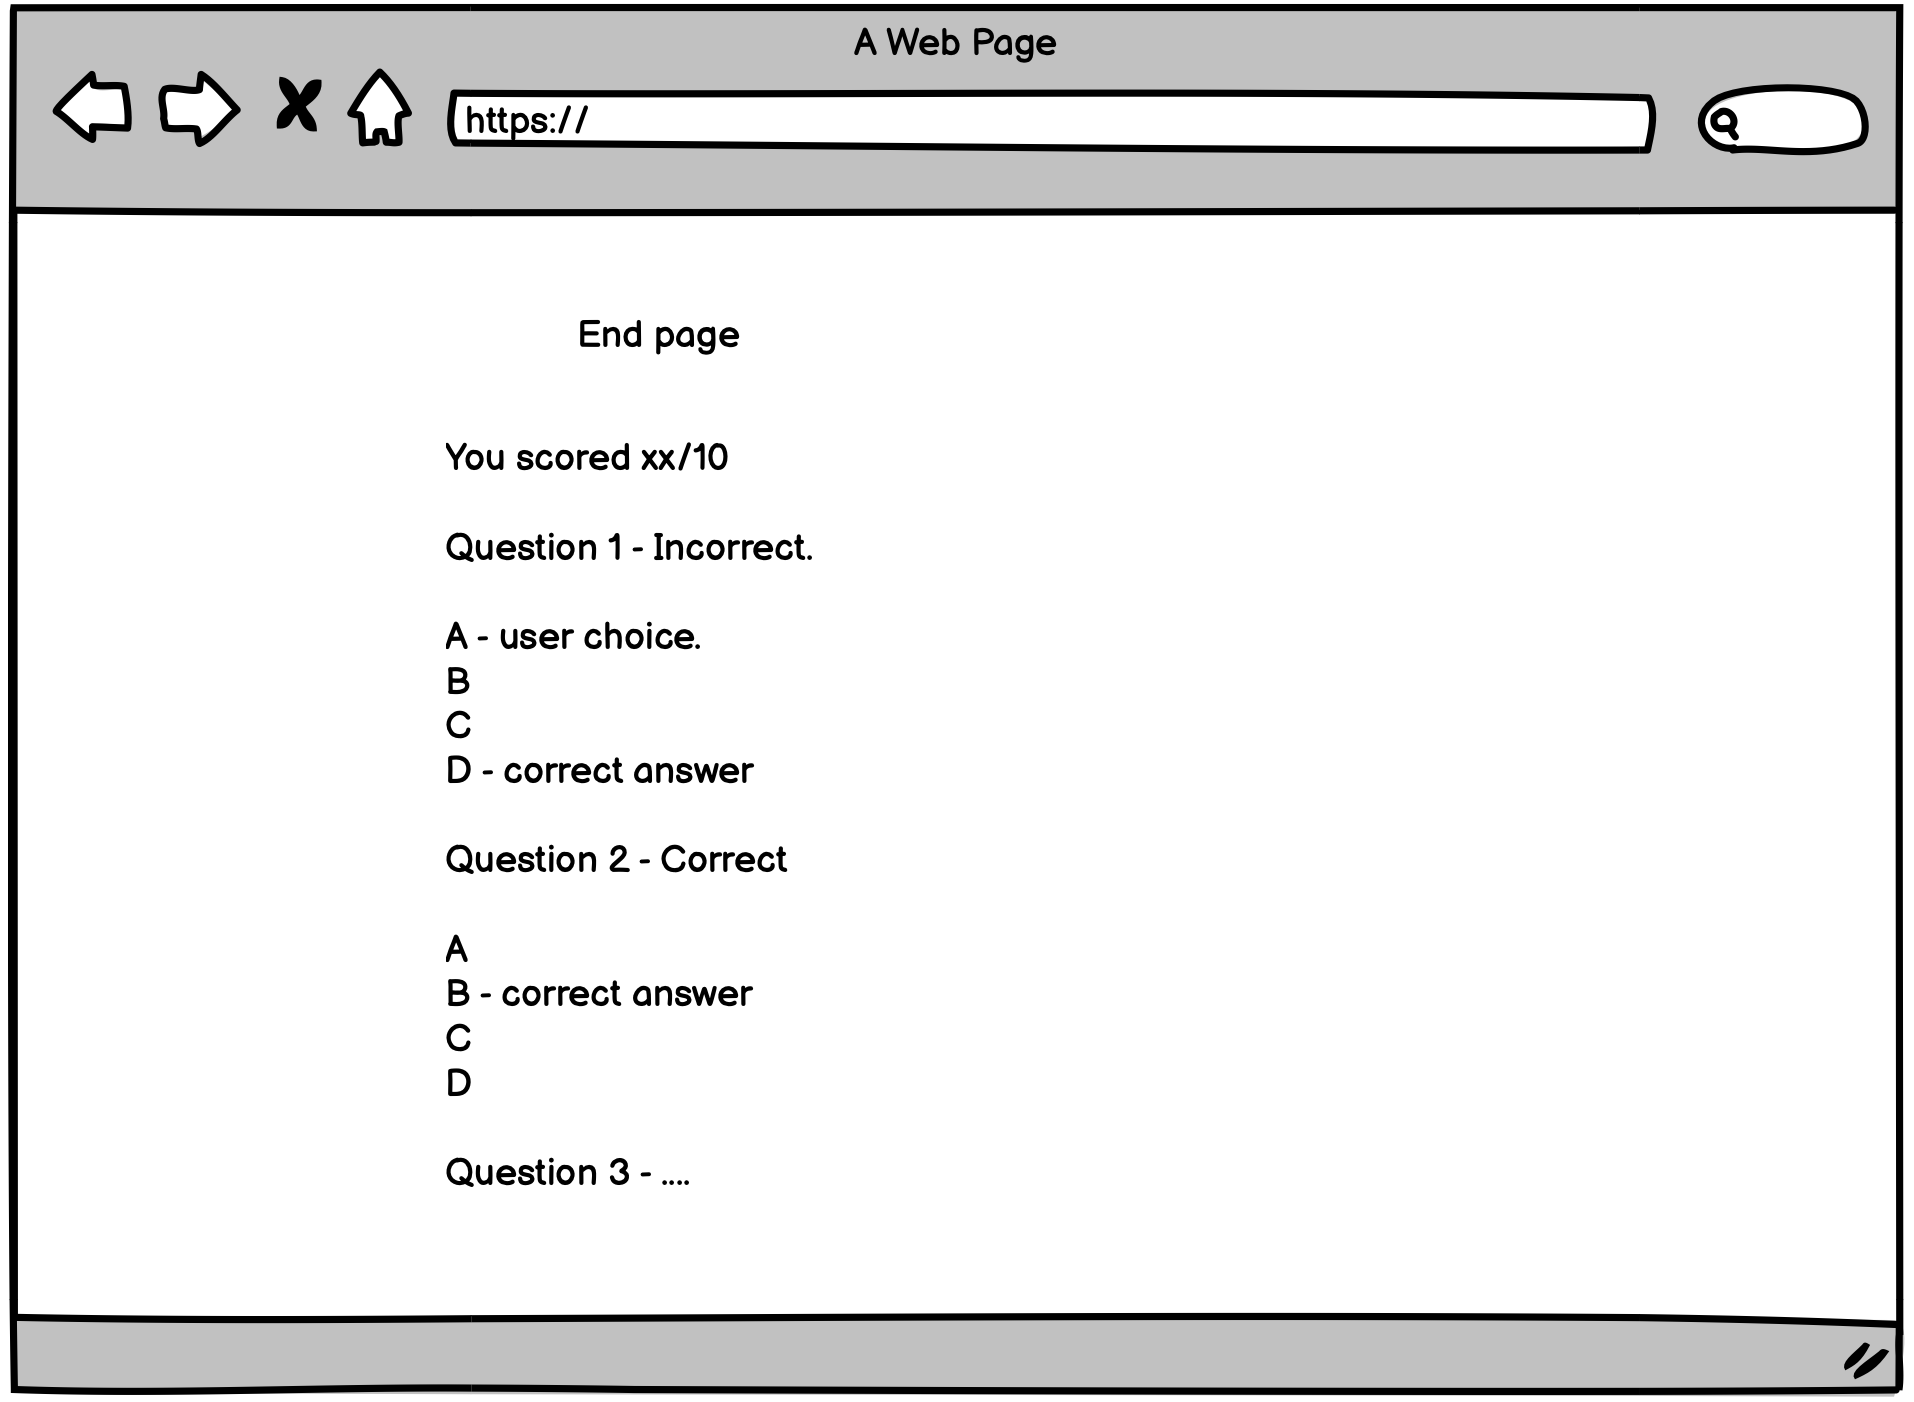 A Web Page
https://
End page
You scored xx/10
Question 1 - Incorrect.
A - user choice.
B
C
D - correct answer
Question 2 - Correct
A
B - correct answer
C
D
Question 3 - ....